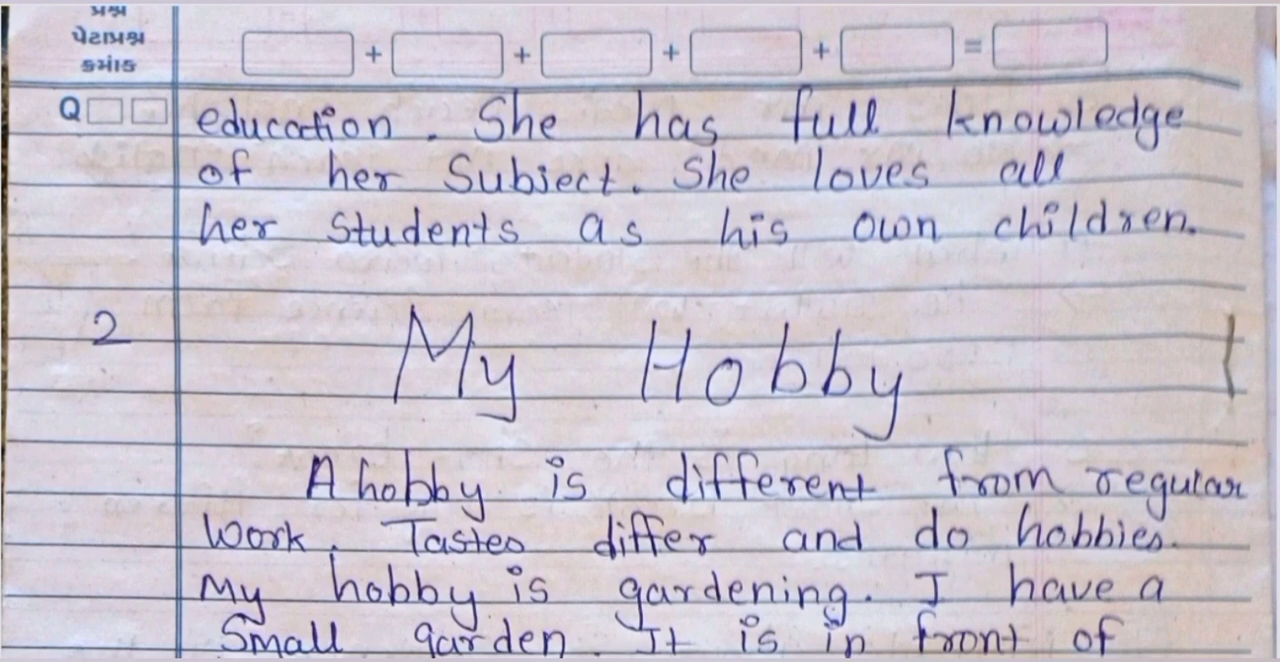 પ્રશ્ન
પેટાપ્રશ્ન
ક્રમાંક
+ + + + =
Q
education. She has full knowledge
of her Subject. She loves all
her Students as his own children.
2 My Hobby
A hobby is different from regular
work. Tastes differ and do hobbies.
My hobby is gardening. I have a
Small garden. It is in front of